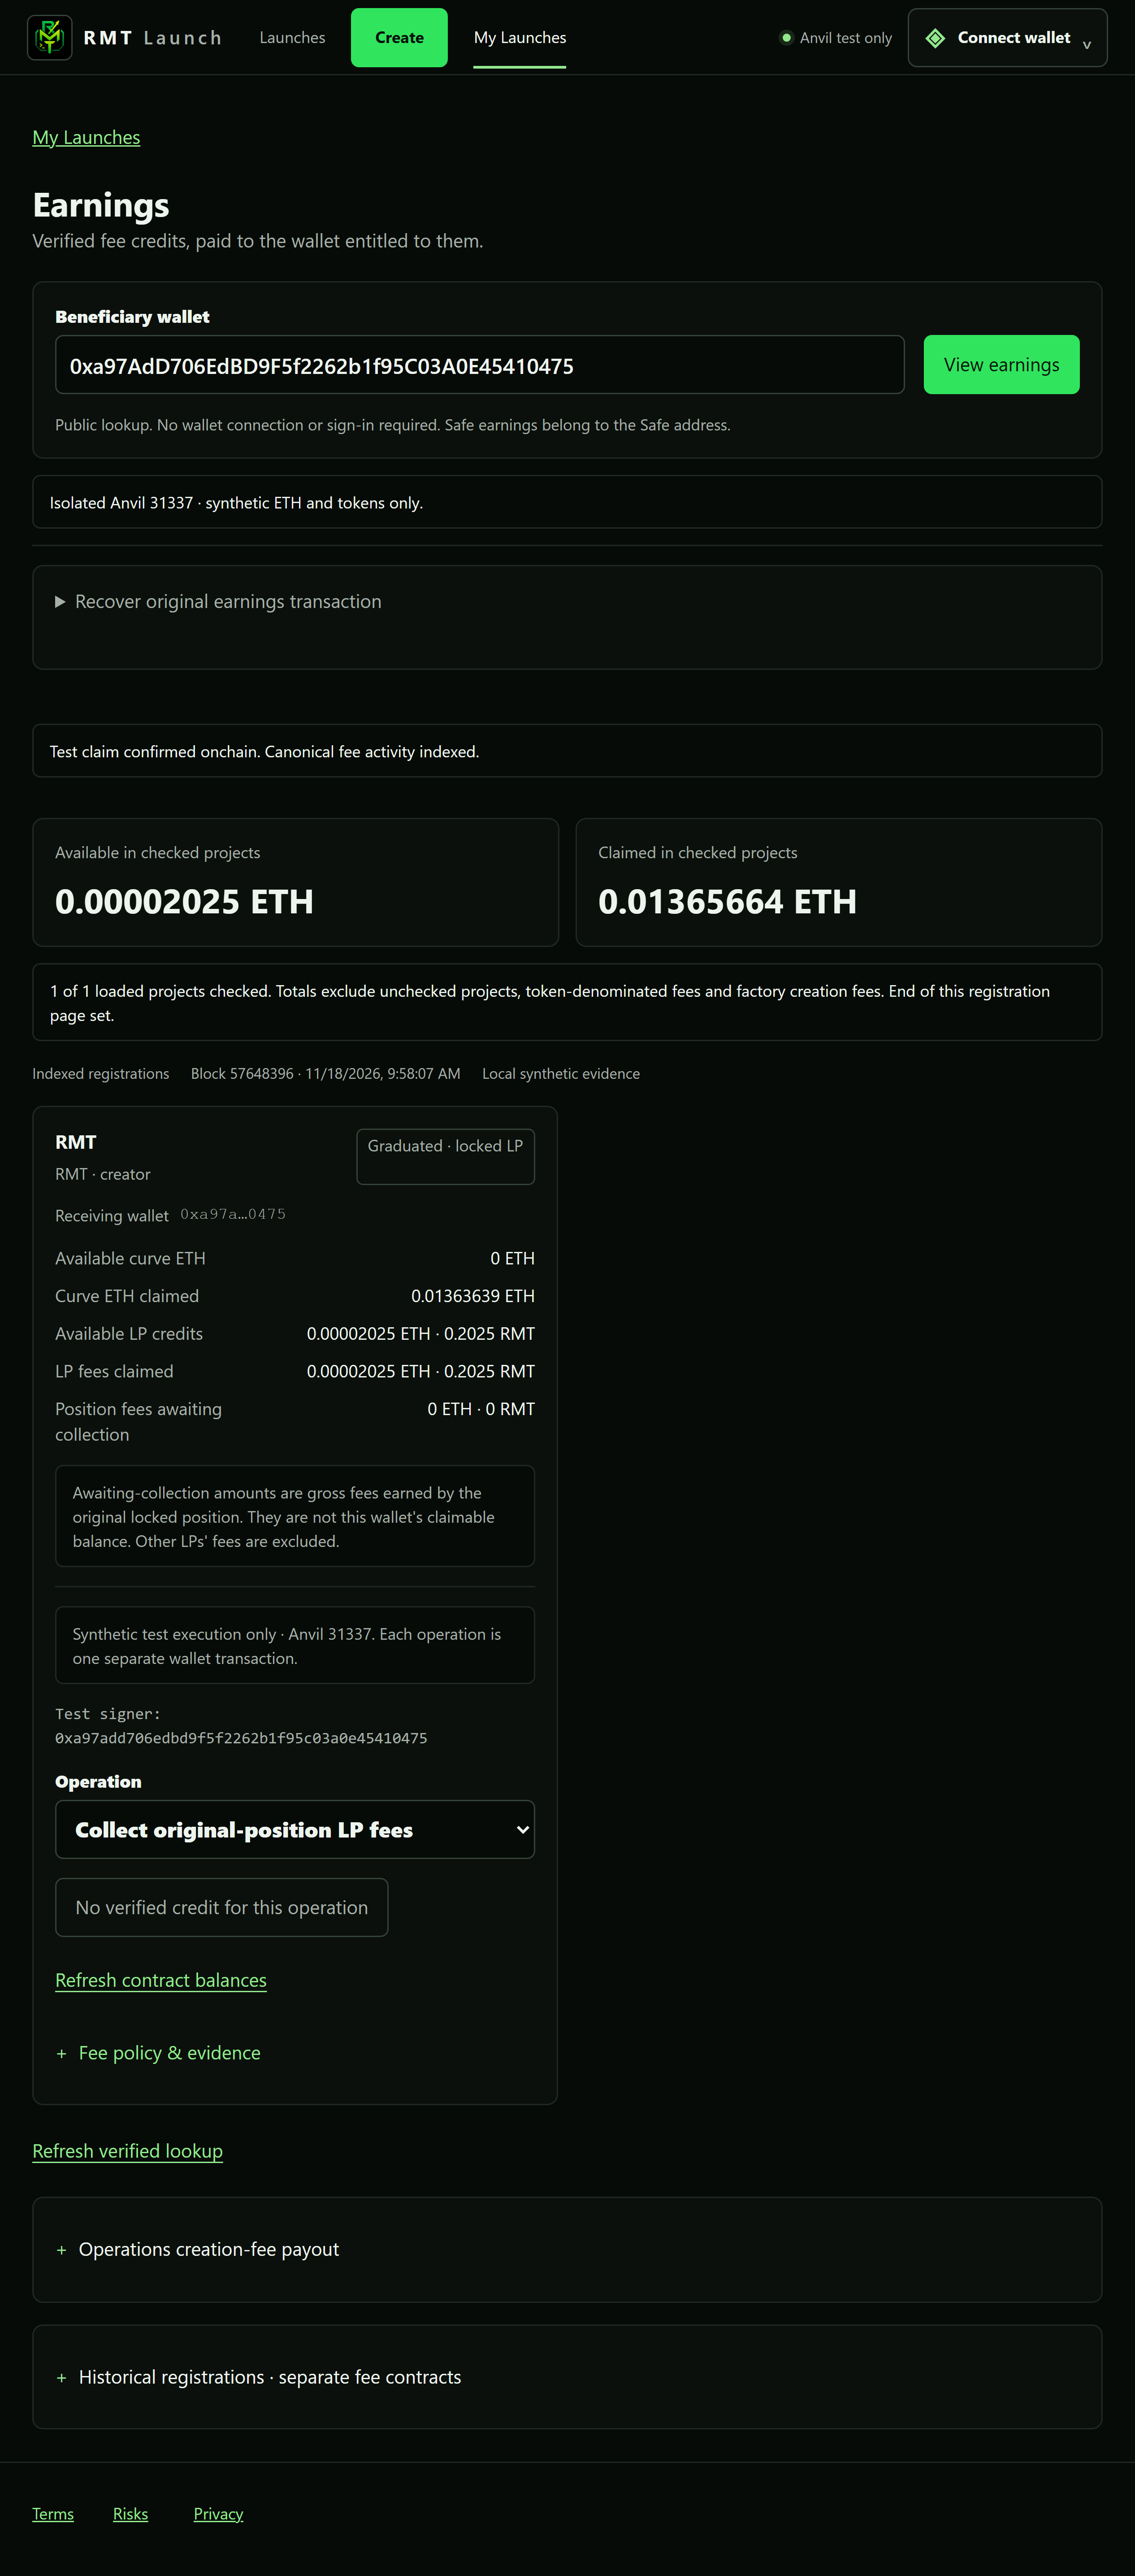 RMT Launch
Launches
Create
My Launches
Anvil test only
Connect wallet
My Launches
Earnings
Verified fee credits, paid to the wallet entitled to them.
Beneficiary wallet
0xa97AdD706EdBD9F5f2262b1f95C03A0E45410475
View earnings
Public lookup. No wallet connection or sign-in required. Safe earnings belong to the Safe address.
Isolated Anvil 31337 · synthetic ETH and tokens only.
Recover original earnings transaction
Test claim confirmed onchain. Canonical fee activity indexed.
Available in checked projects
0.00002025 ETH
Claimed in checked projects
0.01365664 ETH
1 of 1 loaded projects checked. Totals exclude unchecked projects, token-denominated fees and factory creation fees. End of this registration
page set.
Indexed registrations Block 57648396 · 11/18/2026, 9:58:07 AM Local synthetic evidence
RMT
RMT · creator
Graduated · locked LP
Receiving wallet 0xa97a…0475
Available curve ETH 0 ETH
Curve ETH claimed 0.01363639 ETH
Available LP credits 0.00002025 ETH · 0.2025 RMT
LP fees claimed 0.00002025 ETH · 0.2025 RMT
Position fees awaiting 0 ETH · 0 RMT
collection
Awaiting-collection amounts are gross fees earned by the
original locked position. They are not this wallet's claimable
balance. Other LPs' fees are excluded.
Synthetic test execution only · Anvil 31337. Each operation is
one separate wallet transaction.
Test signer:
0xa97add706edbd9f5f2262b1f95c03a0e45410475
Operation
Collect original-position LP fees
No verified credit for this operation
Refresh contract balances
+ Fee policy & evidence
Refresh verified lookup
+ Operations creation-fee payout
+ Historical registrations · separate fee contracts
Terms Risks Privacy